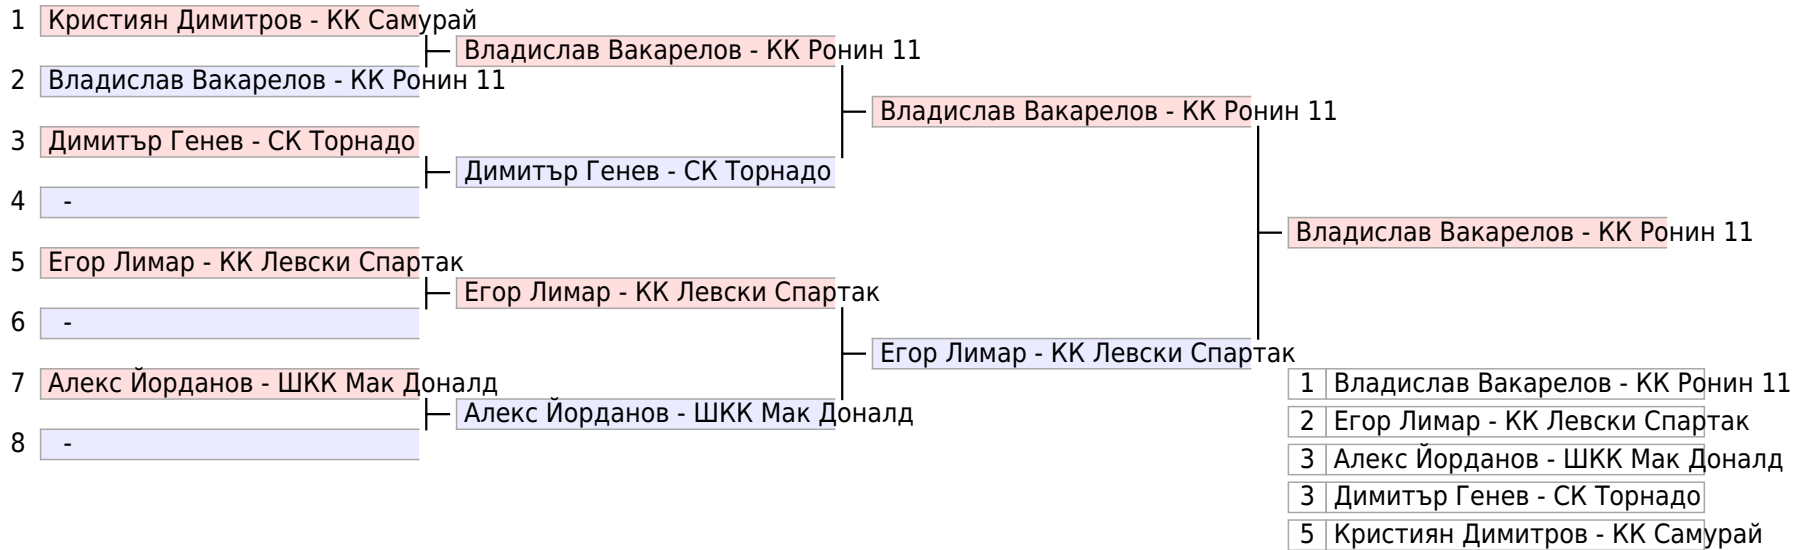 1 Кристиян Димитров - КК Самурай
Владислав Вакарелов - КК Ронин 11
2 Владислав Вакарелов - КК Ронин 11
Владислав Вакарелов - КК Ронин 11
3 Димитър Генев - СК Торнадо
Димитър Генев - СК Торнадо
4 -
Владислав Вакарелов - КК Ронин 11
5 Егор Лимар - КК Левски Спартак
Егор Лимар - КК Левски Спартак
6 -
Егор Лимар - КК Левски Спартак
7 Алекс Йорданов - ШКК Мак Доналд
Алекс Йорданов - ШКК Мак Доналд
8 -
1 Владислав Вакарелов - КК Ронин 11
2 Егор Лимар - КК Левски Спартак
3 Алекс Йорданов - ШКК Мак Доналд
3 Димитър Генев - СК Торнадо
5 Кристиян Димитров - КК Самурай